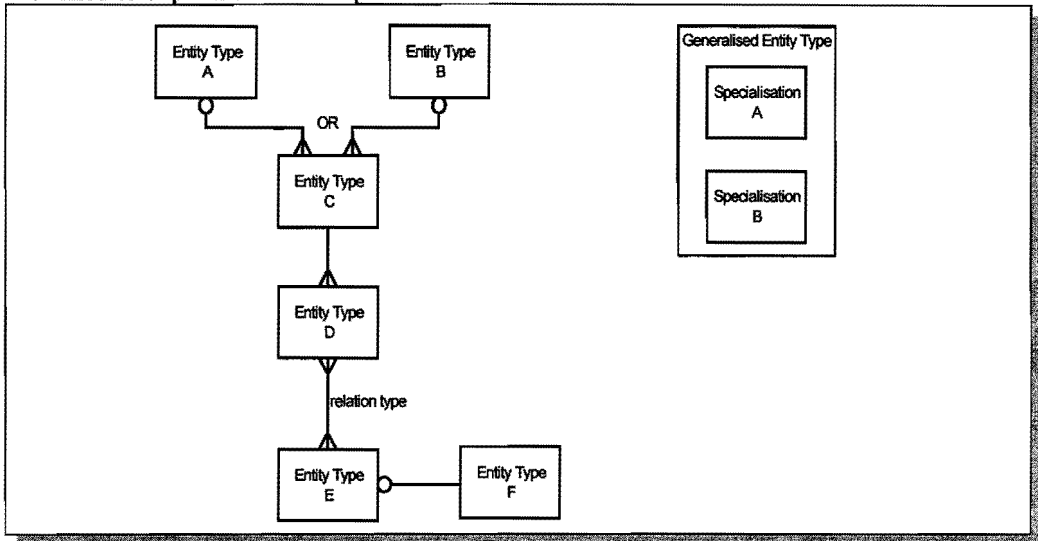 Entity Type
A
Entity Type
B
Generalised Entity Type
Specialisation
A
OR
Entity Type
C
Specialisation
B
Entity Type
D
relation type
Entity Type
E
Entity Type
F